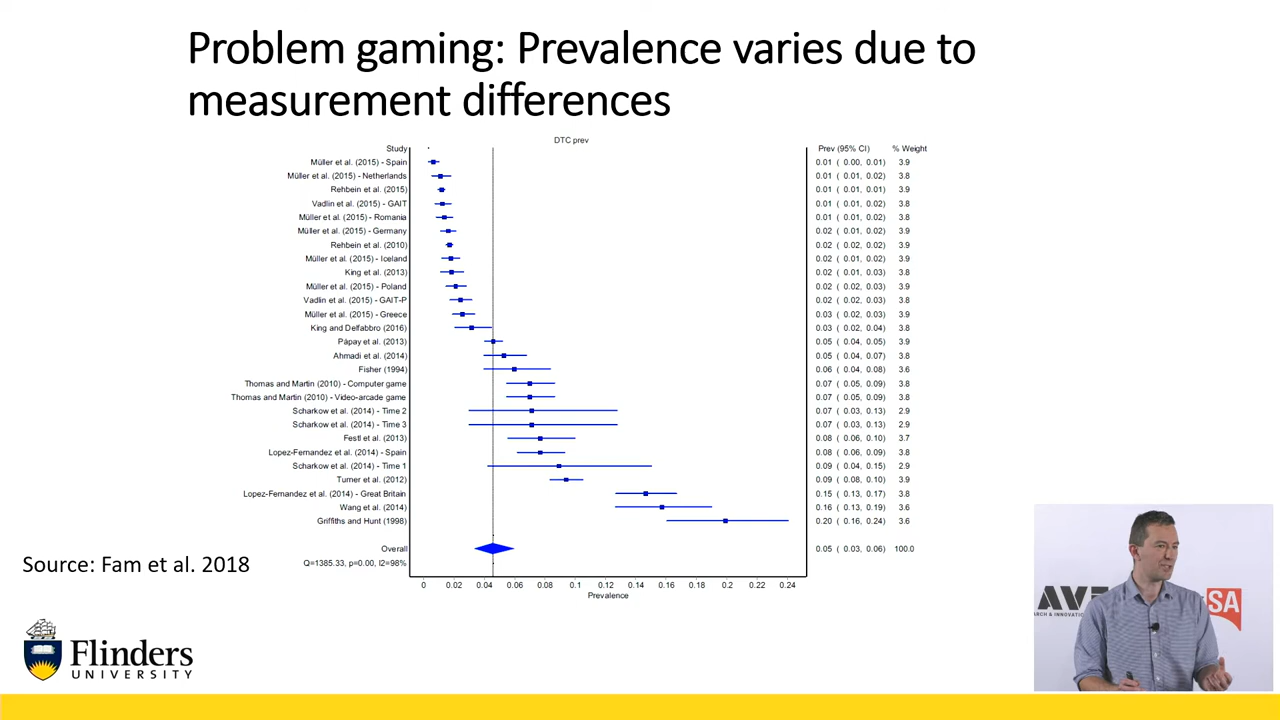 Problem gaming: Prevalence varies due to
measurement differences
DTC prev
Study Prev (95% CI) % Weight
Müller et al. (2015) - Spain 0.01 ( 0.00, 0.01) 3.9
Müller et al. (2015) - Netherlands 0.01 ( 0.01, 0.02) 3.8
Rehbein et al. (2015) 0.01 ( 0.01, 0.01) 3.9
Vadlin et al. (2015) - GAIT 0.01 ( 0.01, 0.02) 3.8
Müller et al. (2015) - Romania 0.01 ( 0.01, 0.02) 3.8
Müller et al. (2015) - Germany 0.02 ( 0.01, 0.02) 3.9
Rehbein et al. (2010) 0.02 ( 0.02, 0.02) 3.9
Müller et al. (2015) - Iceland 0.02 ( 0.01, 0.02) 3.9
King et al. (2013) 0.02 ( 0.01, 0.03) 3.8
Müller et al. (2015) - Poland 0.02 ( 0.02, 0.03) 3.9
Vadlin et al. (2015) - GAIT-P 0.02 ( 0.02, 0.03) 3.8
Müller et al. (2015) - Greece 0.03 ( 0.02, 0.03) 3.9
King and Delfabbro (2016) 0.03 ( 0.02, 0.04) 3.8
Pápay et al. (2013) 0.05 ( 0.04, 0.05) 3.9
Ahmadi et al. (2014) 0.05 ( 0.04, 0.07) 3.8
Fisher (1994) 0.06 ( 0.04, 0.08) 3.6
Thomas and Martin (2010) - Computer game 0.07 ( 0.05, 0.09) 3.8
Thomas and Martin (2010) - Video-arcade game 0.07 ( 0.05, 0.09) 3.8
Scharkow et al. (2014) - Time 2 0.07 ( 0.03, 0.13) 2.9
Scharkow et al. (2014) - Time 3 0.07 ( 0.03, 0.13) 2.9
Festl et al. (2013) 0.08 ( 0.06, 0.10) 3.7
Lopez-Fernandez et al. (2014) - Spain 0.08 ( 0.06, 0.09) 3.8
Scharkow et al. (2014) - Time 1 0.09 ( 0.04, 0.15) 2.9
Turner et al. (2012) 0.09 ( 0.08, 0.10) 3.9
Lopez-Fernandez et al. (2014) - Great Britain 0.15 ( 0.13, 0.17) 3.8
Wang et al. (2014) 0.16 ( 0.13, 0.19) 3.6
Griffiths and Hunt (1998) 0.20 ( 0.16, 0.24) 3.6
Overall 0.05 ( 0.03, 0.06) 100.0
Q=1385.33, p=0.00, I2=98%
0 0.02 0.04 0.06 0.08 0.1 0.12 0.14 0.16 0.18 0.2 0.22 0.24
Prevalence
Source: Fam et al. 2018
Flinders
UNIVERSITY
SA